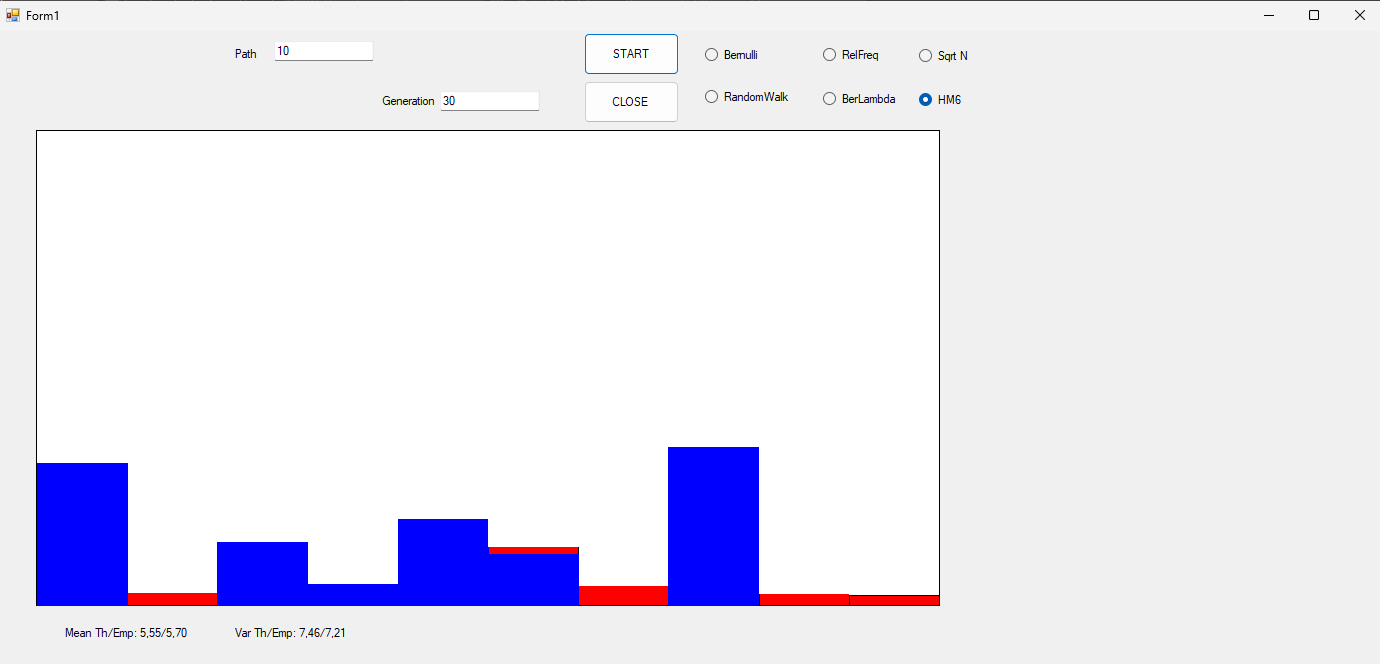 Form1
Path 10 START Bernulli RelFreq Sqrt N
Generation 30 CLOSE RandomWalk BerLambda HM6
Mean Th/Emp: 5,55/5,70 Var Th/Emp: 7,46/7,21